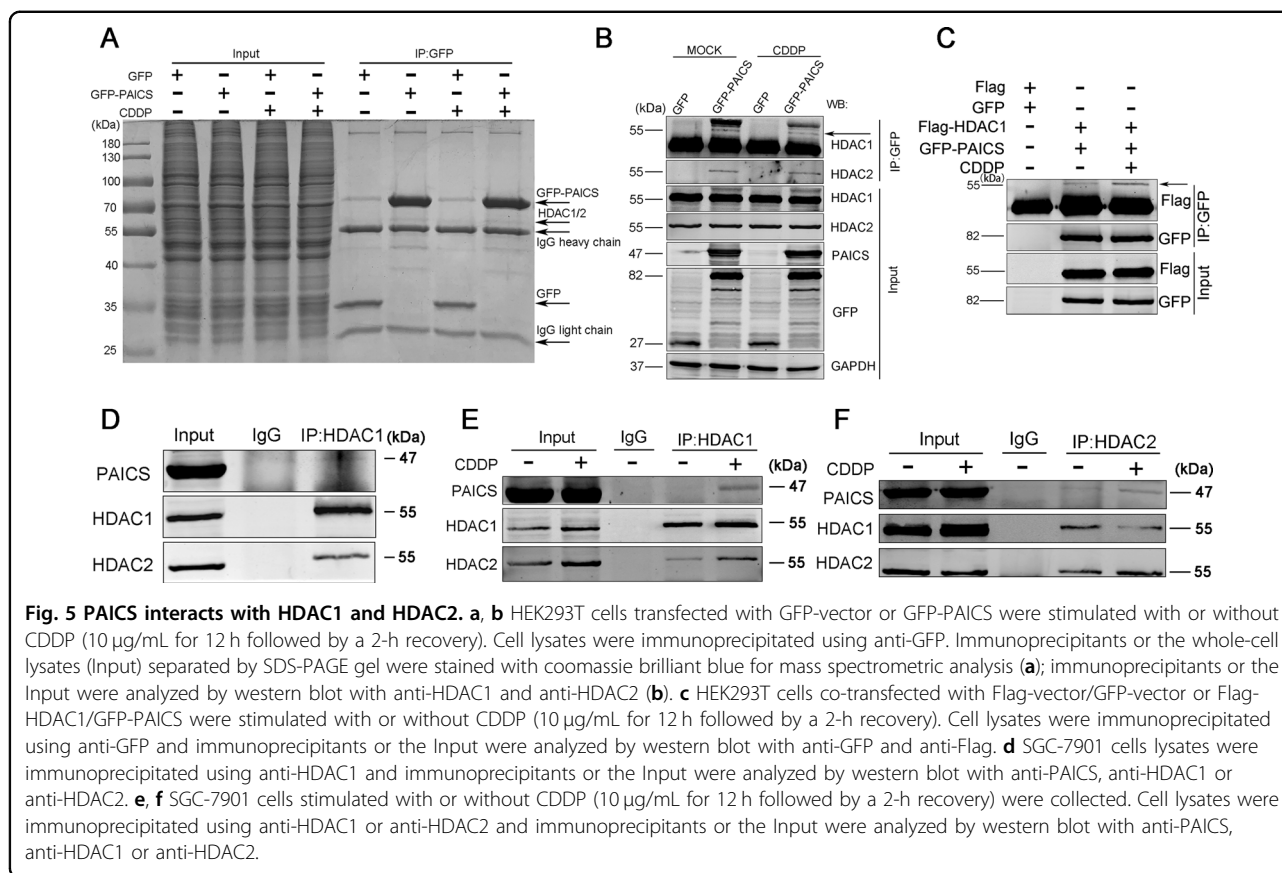 A
Input IP:GFP
GFP + - + - + - + -
GFP-PAICS - + - + - + - +
CDDP - - + + - - + +
(kDa)
180
130
100
70
55
40
35
25
GFP-PAICS
HDAC1/2
IgG heavy chain
GFP
IgG light chain
B
MOCK CDDP
GFP GFP-PAICS GFP GFP-PAICS
(kDa) WB:
55 HDAC1
55 HDAC2
IP:GFP
55 HDAC1
55 HDAC2
47 PAICS
82
GFP
27
37 GAPDH
Input
C
Flag + - -
GFP + - -
Flag-HDAC1 - + +
GFP-PAICS - + +
CDDP - - +
(kDa)
55 Flag
82 GFP
IP:GFP
55 Flag
82 GFP
Input
D
Input IgG IP:HDAC1 (kDa)
PAICS 47
HDAC1 55
HDAC2 55
E
Input IgG IP:HDAC1
CDDP - + - - + (kDa)
PAICS 47
HDAC1 55
HDAC2 55
F
Input IgG IP:HDAC2
CDDP - + - - + (kDa)
PAICS 47
HDAC1 55
HDAC2 55
Fig. 5 PAICS interacts with HDAC1 and HDAC2. a, b HEK293T cells transfected with GFP-vector or GFP-PAICS were stimulated with or without
CDDP (10 µg/mL for 12 h followed by a 2-h recovery). Cell lysates were immunoprecipitated using anti-GFP. Immunoprecipitants or the whole-cell
lysates (Input) separated by SDS-PAGE gel were stained with coomassie brilliant blue for mass spectrometric analysis (a); immunoprecipitants or the
Input were analyzed by western blot with anti-HDAC1 and anti-HDAC2 (b). c HEK293T cells co-transfected with Flag-vector/GFP-vector or Flag-
HDAC1/GFP-PAICS were stimulated with or without CDDP (10 µg/mL for 12 h followed by a 2-h recovery). Cell lysates were immunoprecipitated
using anti-GFP and immunoprecipitants or the Input were analyzed by western blot with anti-GFP and anti-Flag. d SGC-7901 cells lysates were
immunoprecipitated using anti-HDAC1 and immunoprecipitants or the Input were analyzed by western blot with anti-PAICS, anti-HDAC1 or
anti-HDAC2. e, f SGC-7901 cells stimulated with or without CDDP (10 µg/mL for 12 h followed by a 2-h recovery) were collected. Cell lysates were
immunoprecipitated using anti-HDAC1 or anti-HDAC2 and immunoprecipitants or the Input were analyzed by western blot with anti-PAICS,
anti-HDAC1 or anti-HDAC2.